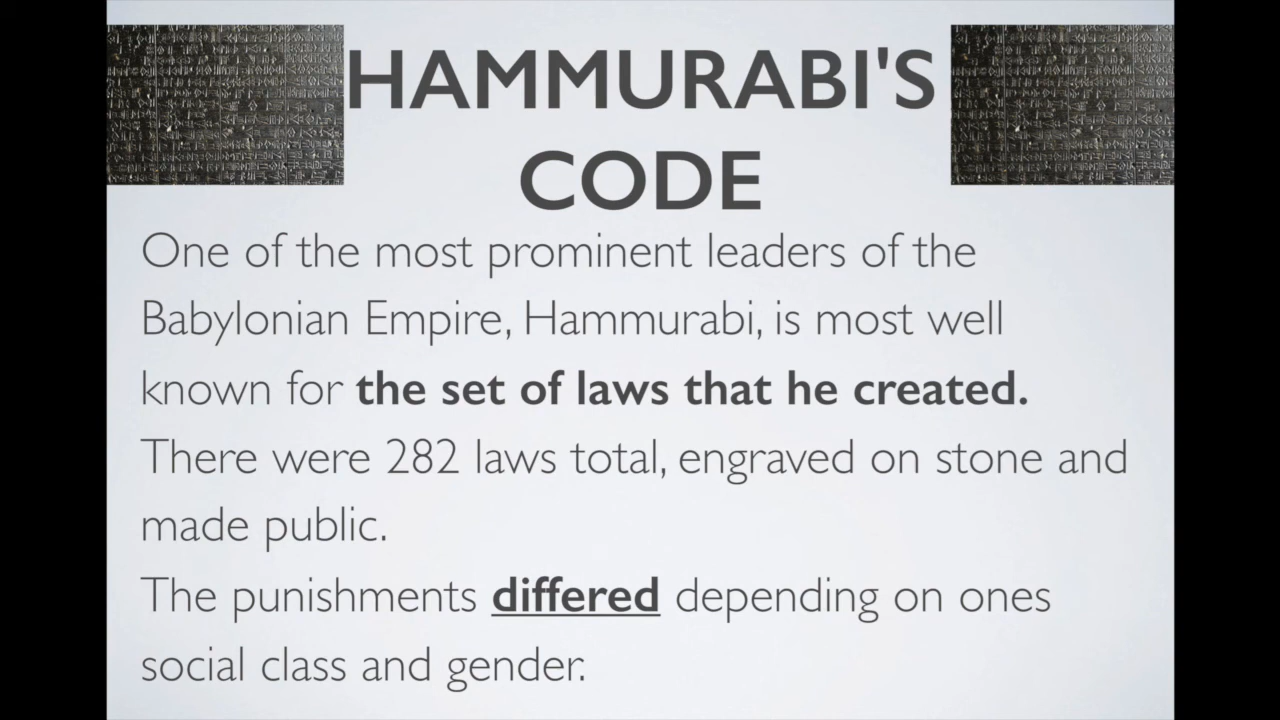 HAMMURABI'S
CODE
One of the most prominent leaders of the
Babylonian Empire, Hammurabi, is most well
known for the set of laws that he created.
There were 282 laws total, engraved on stone and
made public.
The punishments differed depending on ones
social class and gender.